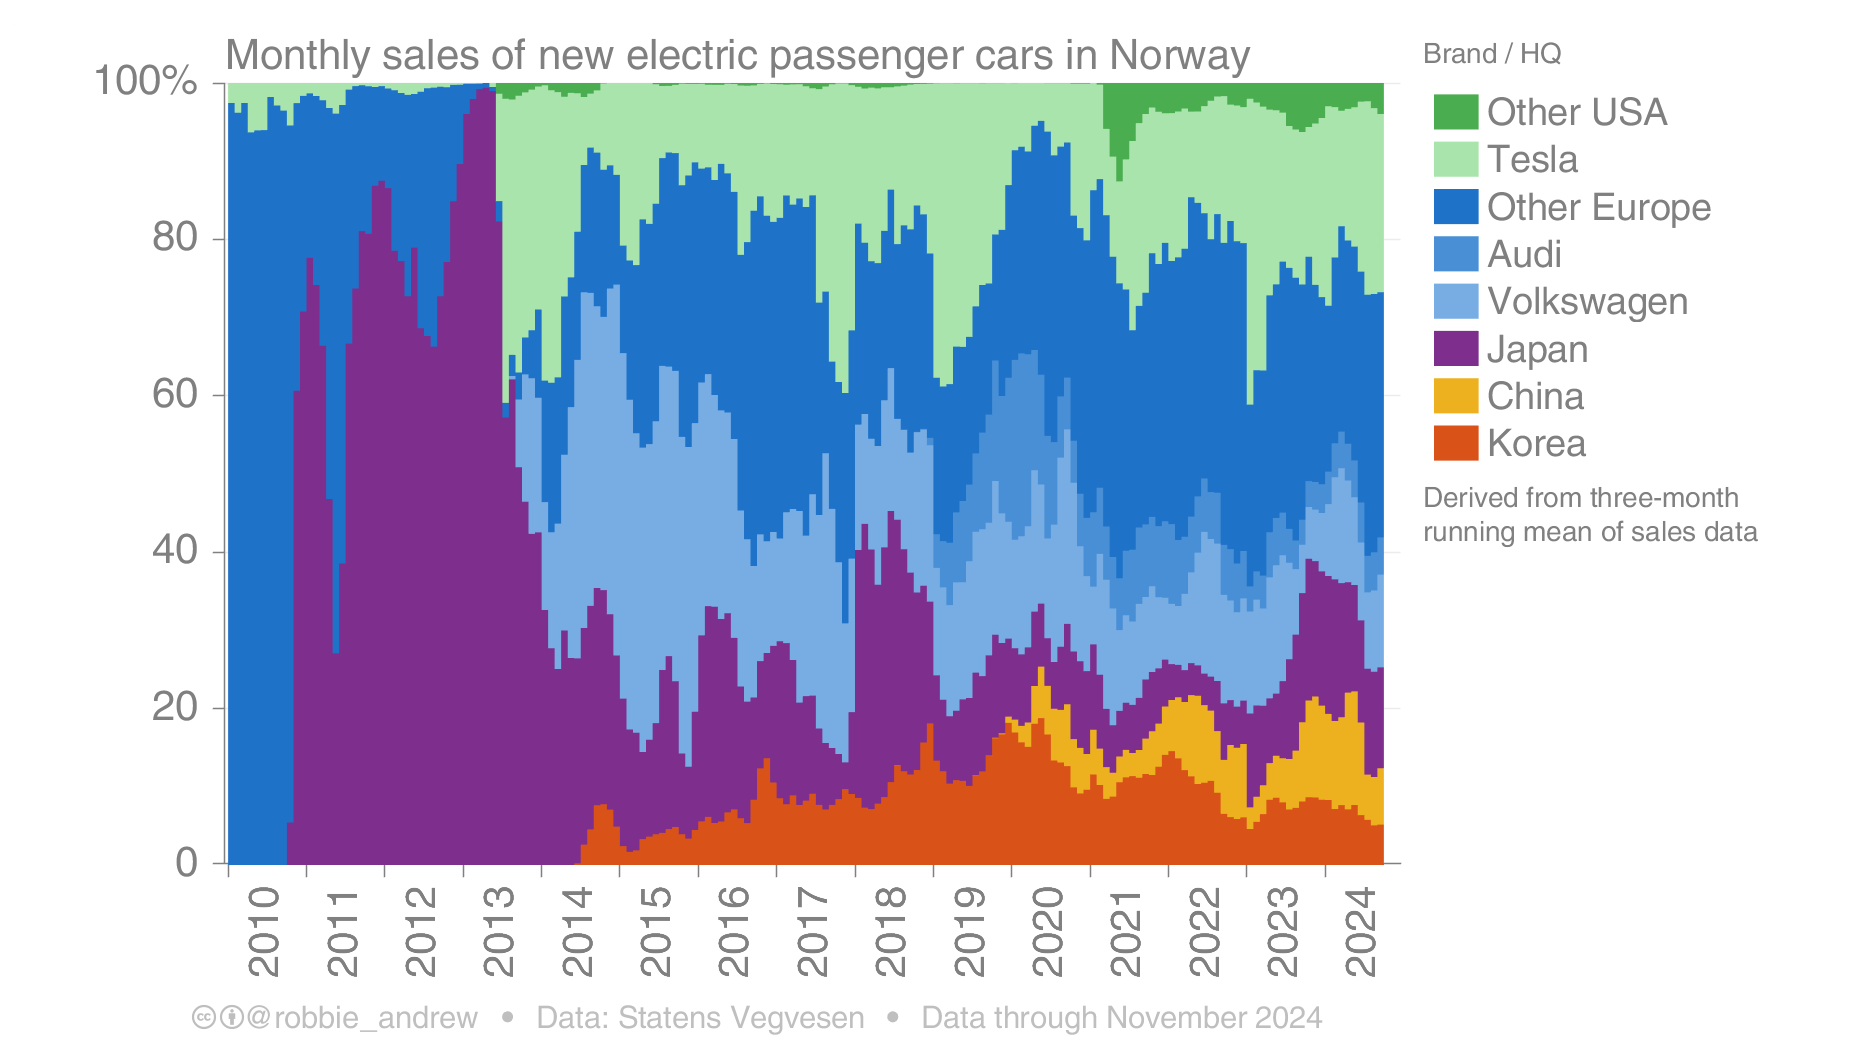 Monthly sales of new electric passenger cars in Norway
Brand / HQ
100%
80
60
40
20
0
Other USA
Tesla
Other Europe
Audi
Volkswagen
Japan
China
Korea
Derived from three-month
running mean of sales data
2010
2011
2012
2013
2014
2015
2016
2017
2018
2019
2020
2021
2022
2023
2024
cc @robbie_andrew • Data: Statens Vegvesen • Data through November 2024